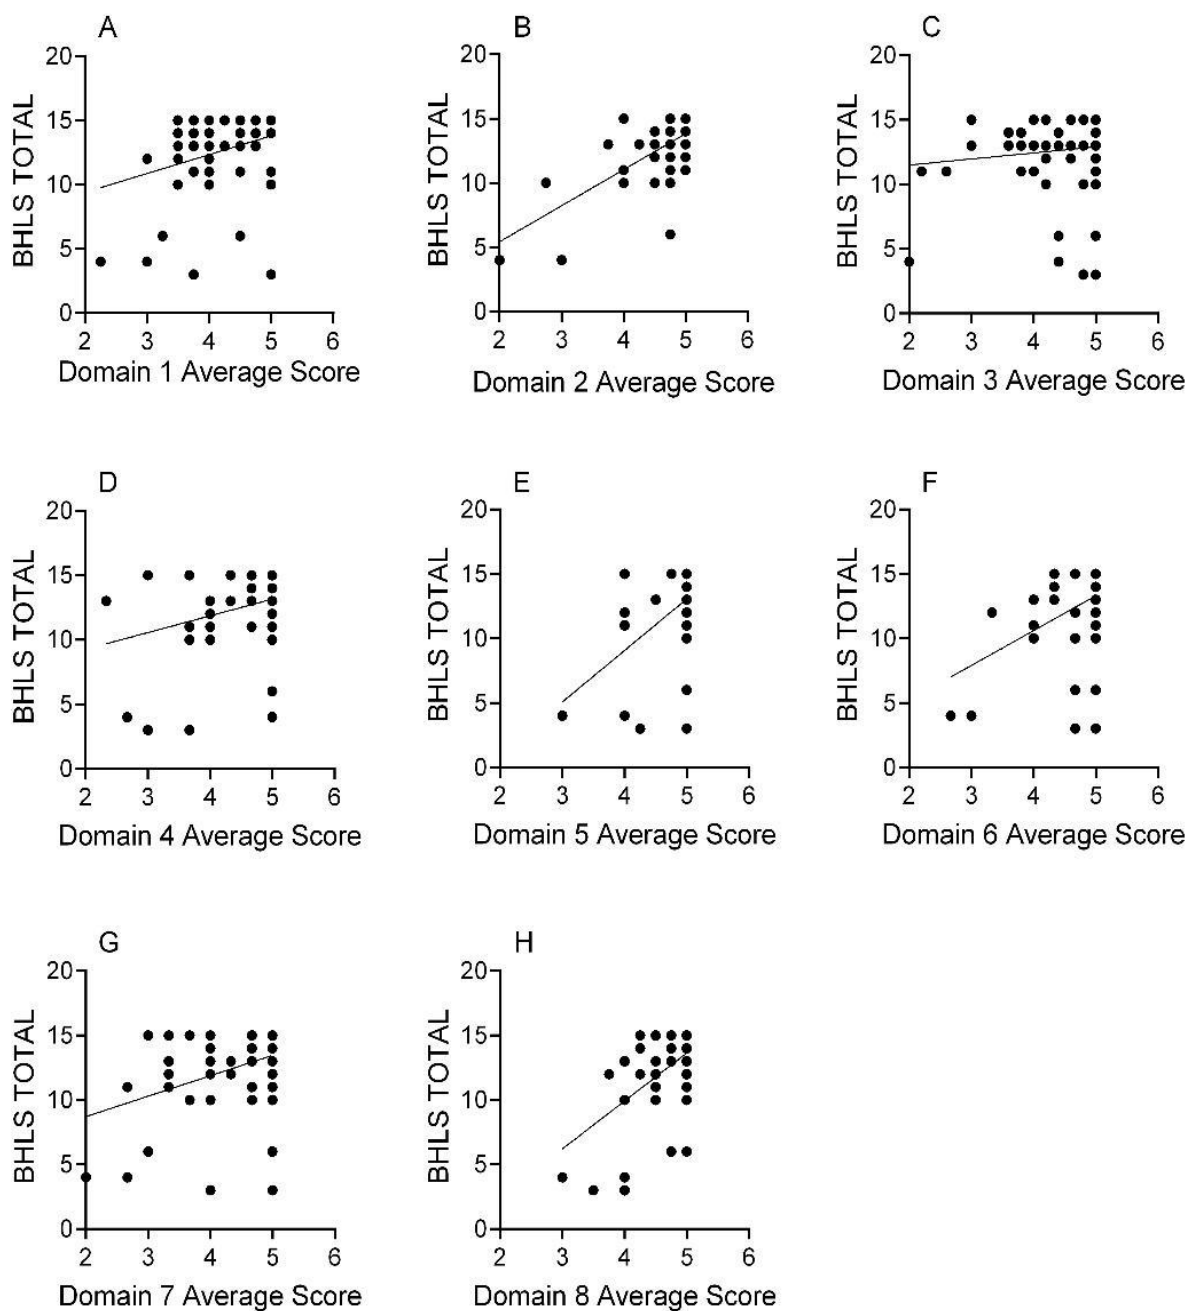 A
B
C
BHLS TOTAL
20
15
10
5
0
2 3 4 5 6
Domain 1 Average Score
BHLS TOTAL
20
15
10
5
0
2 3 4 5 6
Domain 2 Average Score
BHLS TOTAL
20
15
10
5
0
2 3 4 5 6
Domain 3 Average Score
D
E
F
BHLS TOTAL
20
15
10
5
0
2 3 4 5 6
Domain 4 Average Score
BHLS TOTAL
20
15
10
5
0
2 3 4 5 6
Domain 5 Average Score
BHLS TOTAL
20
15
10
5
0
2 3 4 5 6
Domain 6 Average Score
G
H
BHLS TOTAL
20
15
10
5
0
2 3 4 5 6
Domain 7 Average Score
BHLS TOTAL
20
15
10
5
0
2 3 4 5 6
Domain 8 Average Score